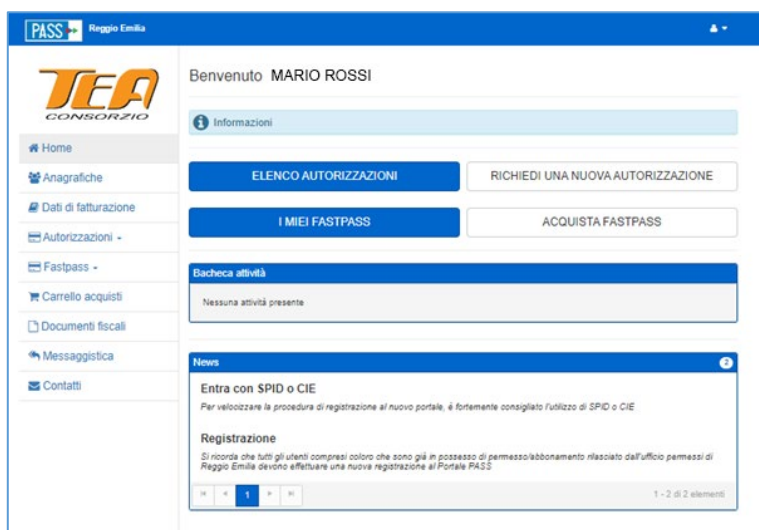 PASS Reggio Emilia
TEA
CONSORZIO
Home
Anagrafiche
Dati di fatturazione
Autorizzazioni
Fastpass
Carrello acquisti
Documenti fiscali
Messaggistica
Contatti
Benvenuto MARIO ROSSI
Informazioni
ELENCO AUTORIZZAZIONI
RICHIEDI UNA NUOVA AUTORIZZAZIONE
I MIEI FASTPASS
ACQUISTA FASTPASS
Bacheca attività
Nessuna attività presente
News 2
Entra con SPID o CIE
Per velocizzare la procedura di registrazione al nuovo portale, è fortemente consigliato l'utilizzo di SPID o CIE
Registrazione
Si ricorda che tutti gli utenti compresi coloro che sono già in possesso di permesso/abbonamento rilasciato dall'ufficio permessi di
Reggio Emilia devono effettuare una nuova registrazione al Portale PASS
1
1 - 2 di 2 elementi